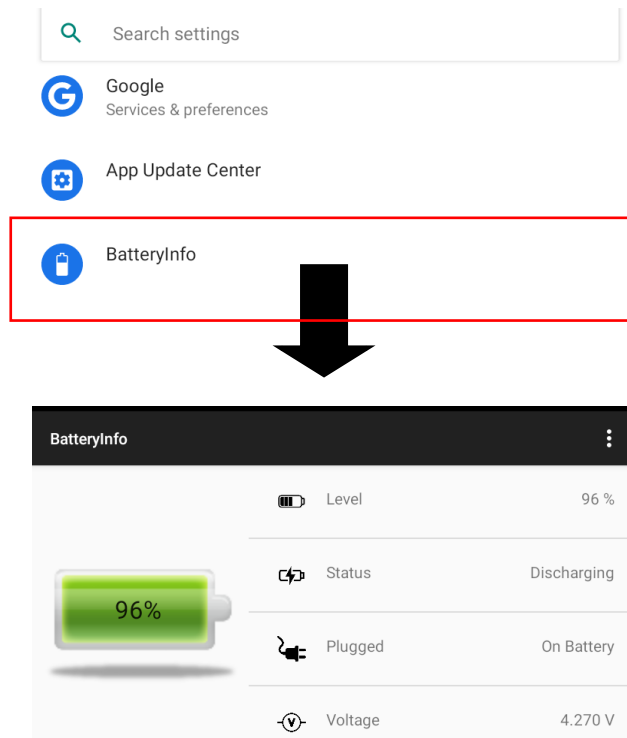 Search settings
Google
Services & preferences
App Update Center
BatteryInfo
BatteryInfo
Level 96 %
96%
Status Discharging
Plugged On Battery
Voltage 4.270 V